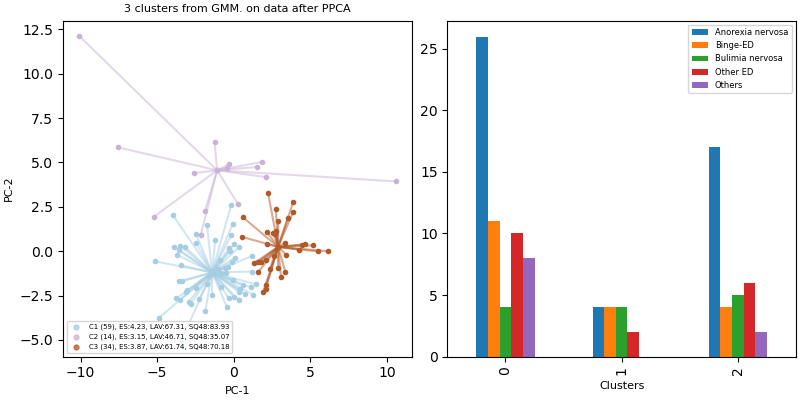 3 clusters from GMM. on data after PPCA
12.5
10.0
7.5
5.0
2.5
0.0
−2.5
−5.0
PC-2
C1 (59), ES:4.23, LAV:67.31, SQ48:83.93
C2 (14), ES:3.15, LAV:46.71, SQ48:35.07
C3 (34), ES:3.87, LAV:61.74, SQ48:70.18
−10
−5
0
5
10
PC-1
25
20
15
10
5
0
Anorexia nervosa
Binge-ED
Bulimia nervosa
Other ED
Others
0
1
2
Clusters